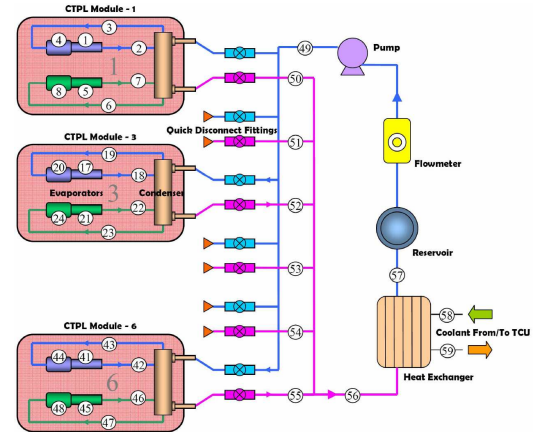 CTPL Module - 1
3
4 1 2
1
8 5 7
6
49
Pump
50
Quick Disconnect Fittings
51
Flowmeter
CTPL Module - 3
19
20 17 18
Evaporators 3 Condenser
24 21 22
23
52
Reservoir
53
57
54
58
Coolant From/To TCU
59
Heat Exchanger
CTPL Module - 6
43
44 41 42
6
48 45 46
47
55 56